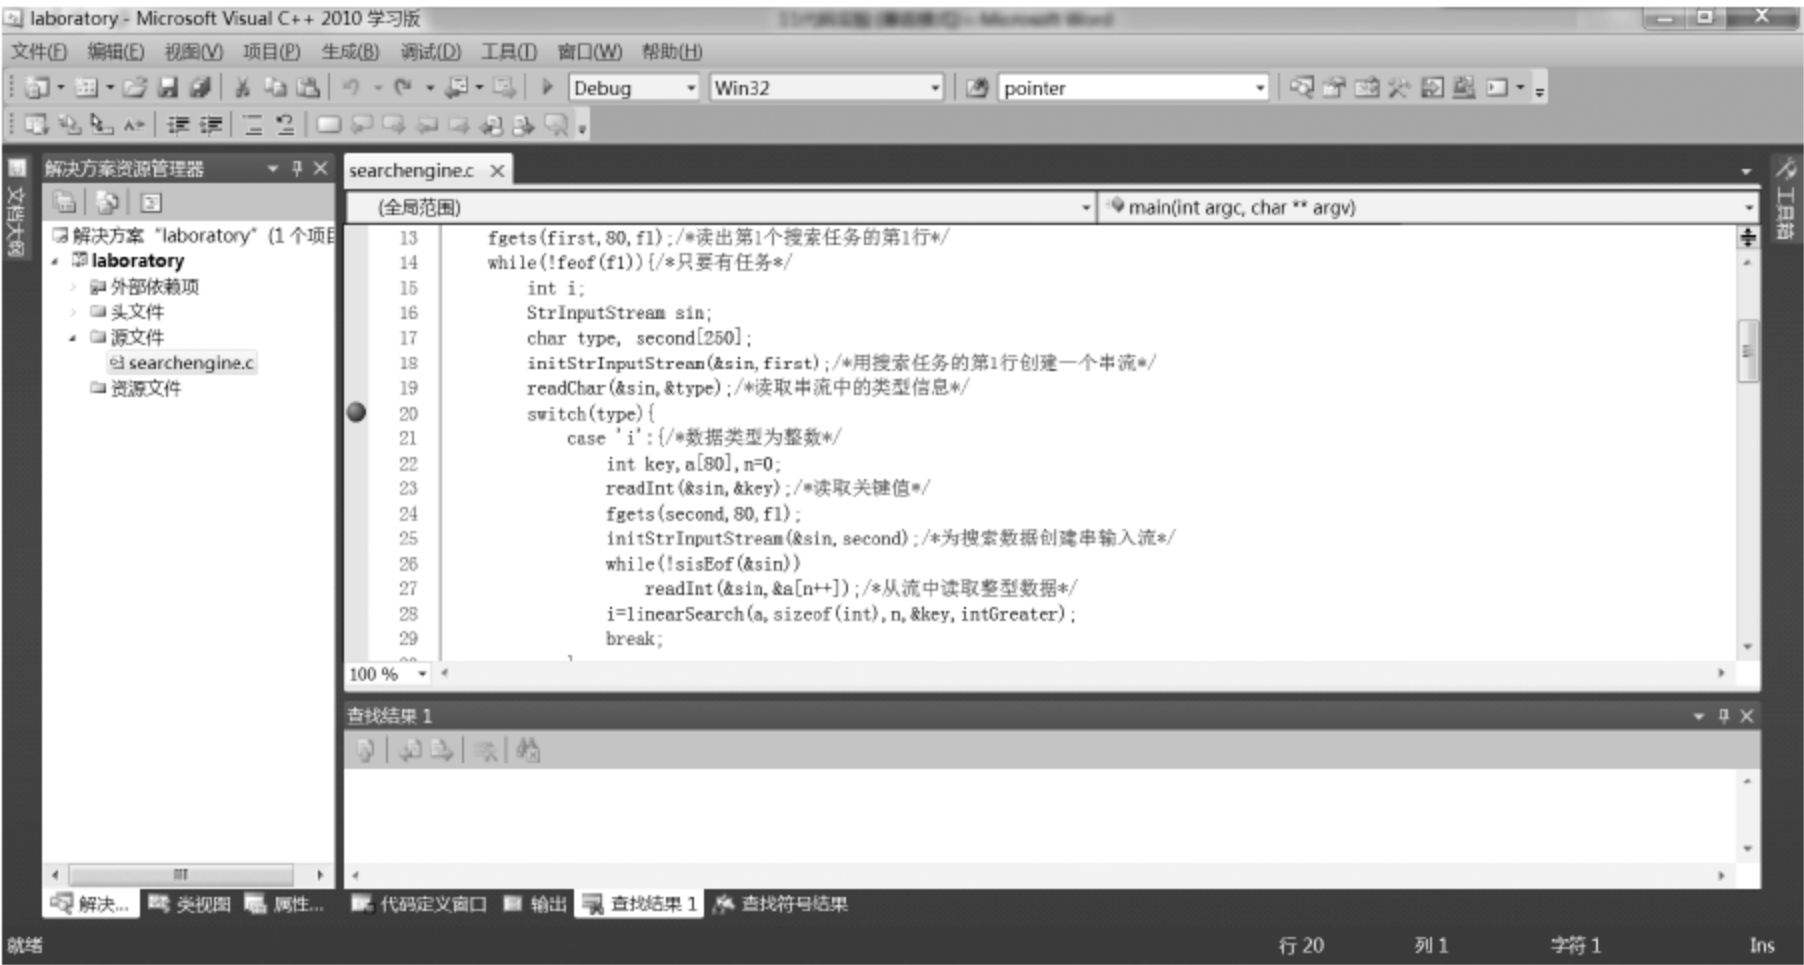 laboratory - Microsoft Visual C++ 2010 学习版
文件(F) 编辑(E) 视图(V) 项目(P) 生成(B) 调试(D) 工具(T) 窗口(W) 帮助(H)
Debug Win32 pointer
文档大纲
解决方案资源管理器
解决方案 "laboratory" (1 个项目
laboratory
外部依赖项
头文件
源文件
searchengine.c
资源文件
searchengine.c
(全局范围) main(int argc, char ** argv)
13 fgets(first,80,f1);/*读出第1个搜索任务的第1行*/
14 while(!feof(f1)){/*只要有任务*/
15 int i;
16 StrInputStream sin;
17 char type, second[250];
18 initStrInputStream(&sin,first);/*用搜索任务的第1行创建一个串流*/
19 readChar(&sin,&type);/*读取串流中的类型信息*/
20 switch(type){
21 case 'i':{/*数据类型为整数*/
22 int key,a[80],n=0;
23 readInt(&sin,&key);/*读取关键值*/
24 fgets(second,80,f1);
25 initStrInputStream(&sin,second);/*为搜索数据创建串输入流*/
26 while(!sisEof(&sin))
27 readInt(&sin,&a[n++]);/*从流中读取整型数据*/
28 i=linearSearch(a,sizeof(int),n,&key,intGreater);
29 break;
100 %
工具箱
查找结果 1
解决... 类视图 属性... 代码定义窗口 输出 查找结果 1 查找符号结果
就绪 行 20 列 1 字符 1 Ins